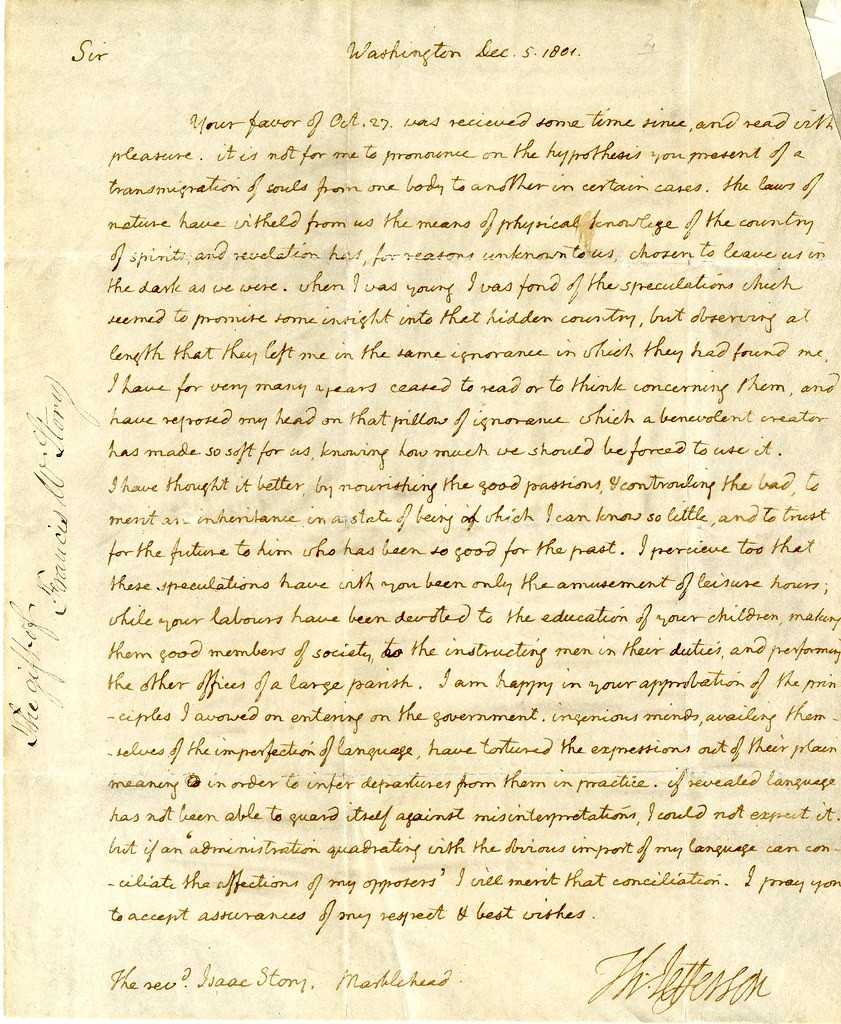 Sir
Washington Dec. 5. 1801.
Your favor of Oct. 27. was recieved some time since, and read with
pleasure. it is not for me to pronounce on the hypothesis you present of a
transmigration of souls from one body to another in certain cases. the laws of
nature have witheld from us the means of physical knowlege of the country
of spirits, and revelation has, for reasons unknown to us, chosen to leave us in
the dark as we were. when I was young I was fond of the speculations which
seemed to promise some insight into that hidden country, but observing at
length that they left me in the same ignorance in which they had found me,
I have for very many years ceased to read or to think concerning them, and
have reposed my head on that pillow of ignorance which a benevolent creator
has made so soft for us, knowing how much we should be forced to use it.
I have thought it better, by nourishing the good passions, & controuling the bad, to
merit an inheritance in a state of being of which I can know so little, and to trust
for the future to him who has been so good for the past. I percieve too that
these speculations have with you been only the amusement of leisure hours;
while your labours have been devoted to the education of your children, making
them good members of society, to the instructing men in their duties, and performing
the other offices of a large parish. I am happy in your approbation of the prin-
-ciples I avowed on entering on the government. ingenious minds, availing them-
-selves of the imperfection of language, have tortured the expressions out of their plain
meaning in order to infer departures from them in practice. if revealed language
has not been able to guard itself against misinterpretations, I could not expect it.
but if an 'administration quadrating with the obvious import of my language can con-
-ciliate the affections of my opposers' I will merit that conciliation. I pray you
to accept assurances of my respect & best wishes.
Th: Jefferson
The revd. Isaac Story. Marblehead.
The gift of Francis W. Story